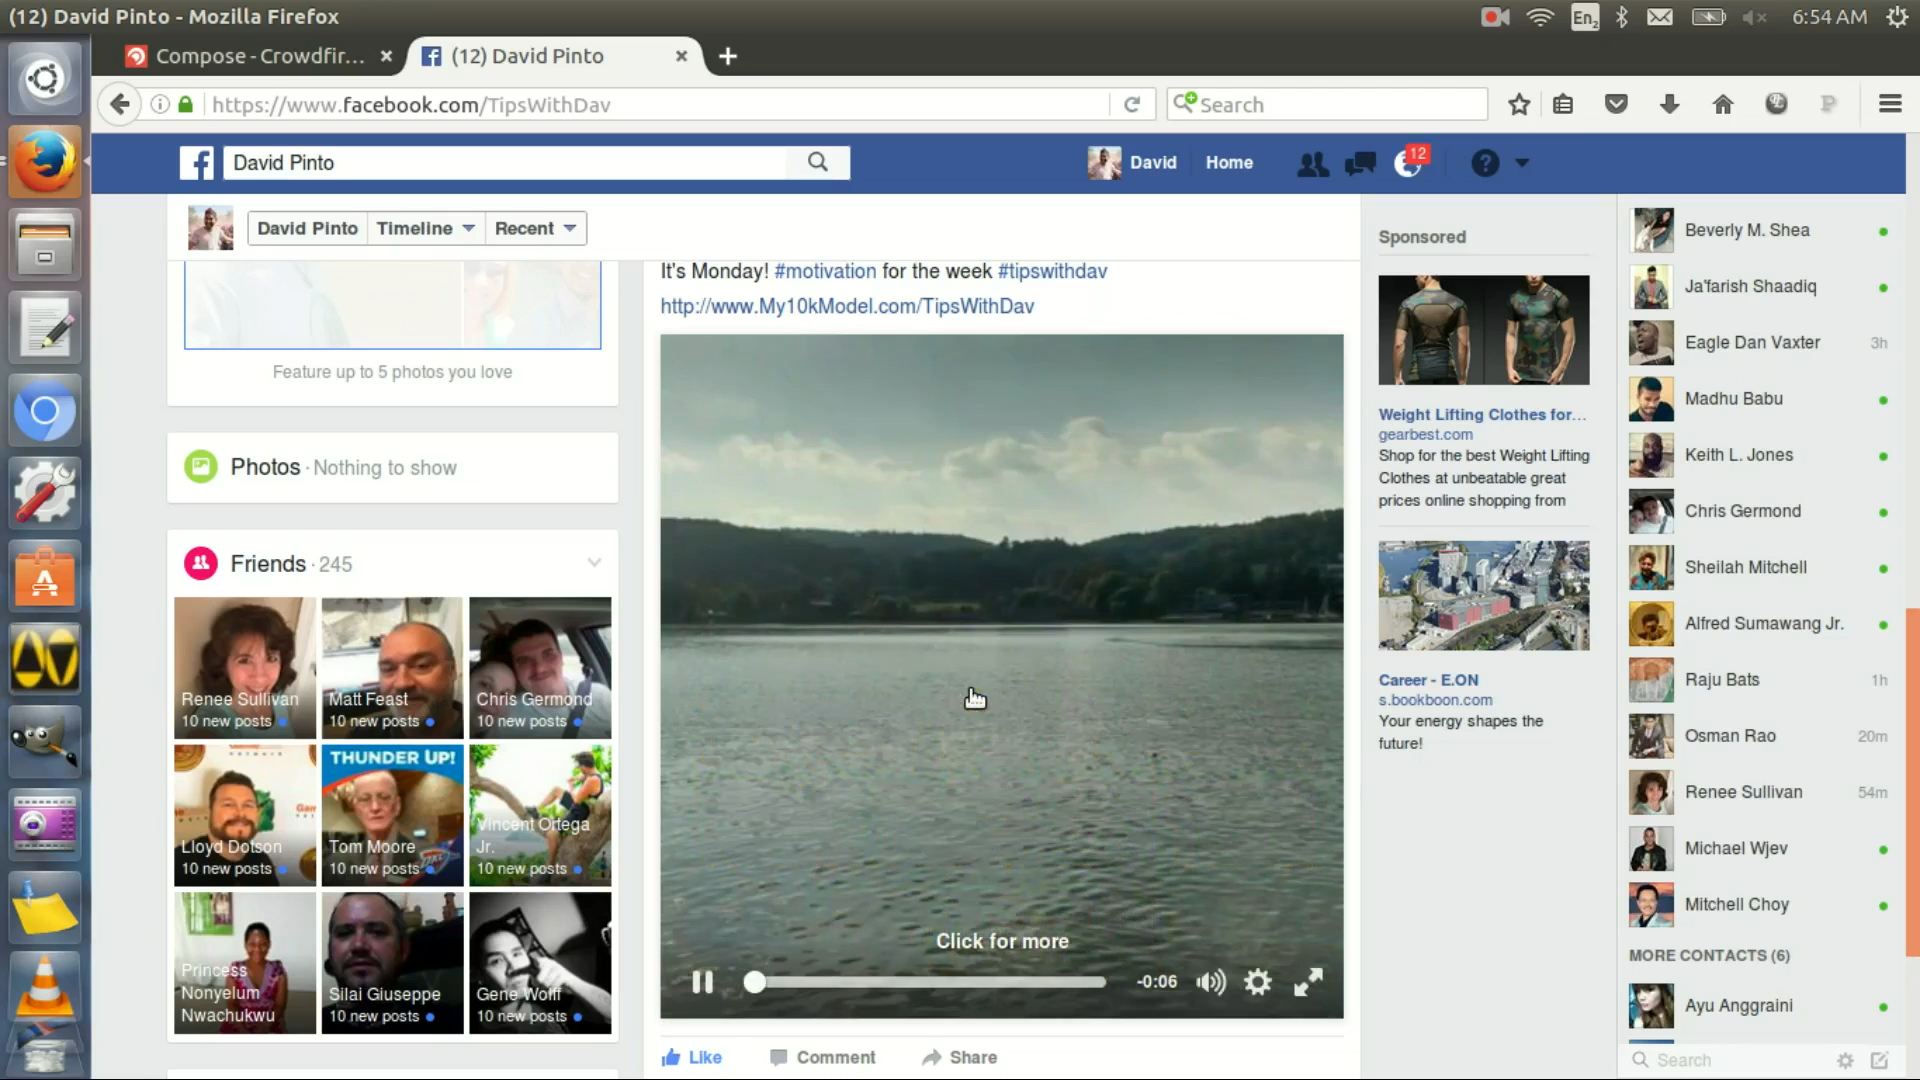 (12) David Pinto - Mozilla Firefox
En2
6:54 AM
Compose - Crowdfir...
(12) David Pinto
https://www.facebook.com/TipsWithDav
Search
David Pinto
David
Home
12
David Pinto
Timeline
Recent
Feature up to 5 photos you love
Photos · Nothing to show
Friends · 245
Renee Sullivan
10 new posts
Matt Feast
10 new posts
Chris Germond
10 new posts
Lloyd Dotson
10 new posts
THUNDER UP!
Tom Moore
10 new posts
Vincent Ortega
Jr.
10 new posts
Princess
Nonyelum
Nwachukwu
Silai Giuseppe
10 new posts
Gene Wolff
10 new posts
It's Monday! #motivation for the week #tipswithdav
http://www.My10kModel.com/TipsWithDav
Click for more
-0:06
Like
Comment
Share
Sponsored
Weight Lifting Clothes for...
gearbest.com
Shop for the best Weight Lifting
Clothes at unbeatable great
prices online shopping from
Career - E.ON
s.bookboon.com
Your energy shapes the
future!
Beverly M. Shea
Ja'farish Shaadiq
Eagle Dan Vaxter 3h
Madhu Babu
Keith L. Jones
Chris Germond
Sheilah Mitchell
Alfred Sumawang Jr.
Raju Bats 1h
Osman Rao 20m
Renee Sullivan 54m
Michael Wjev
Mitchell Choy
MORE CONTACTS (6)
Ayu Anggraini
Search